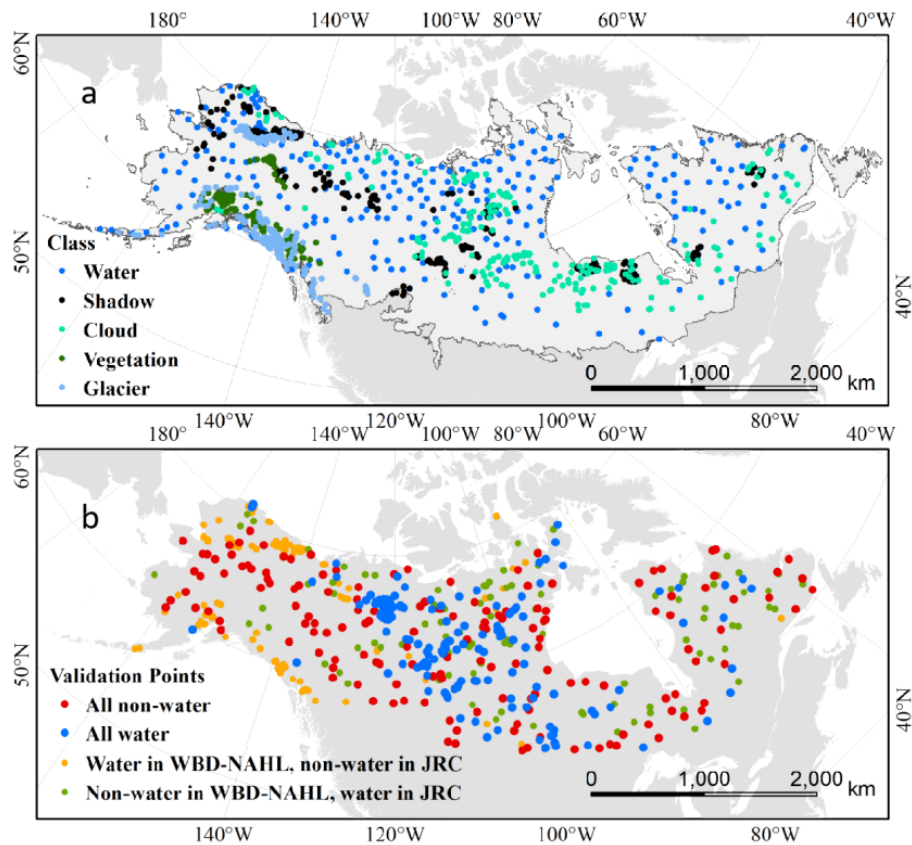 180° 140°W 100°W 80°W 60°W 40°W
60°N
a
50°N
40°N
Class
Water
Shadow
Cloud
Vegetation
Glacier
0 1,000 2,000 km
180° 140°W 140°W 120°W 100°W 100°W 80°W 80°W 60°W 60°W 40°W
60°N
b
50°N
40°N
Validation Points
All non-water
All water
Water in WBD-NAHL, non-water in JRC
Non-water in WBD-NAHL, water in JRC
0 1,000 2,000 km
140°W 120°W 100°W 80°W